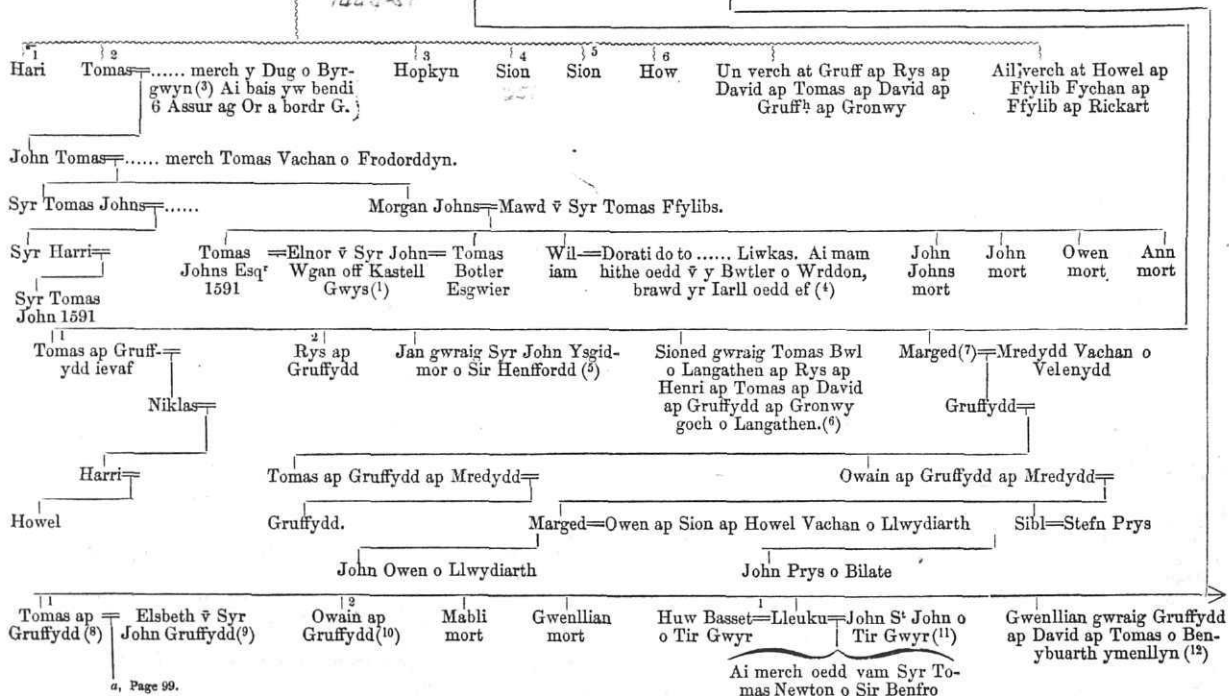 1 2 3 4 5 6
Hari Tomas=...... merch y Dug o Byr- Hopkyn Sion Sion How Un verch at Gruff ap Rys ap Ail verch at Howel ap
gwyn(³) Ai bais yw bendi David ap Tomas ap David ap Ffylib Fychan ap
6 Assur ag Or a bordr G. Gruffʰ ap Gronwy Ffylib ap Rickart
John Tomas=...... merch Tomas Vachan o Frodorddyn.
Syr Tomas Johns=...... Morgan Johns=Mawd v̄ Syr Tomas Ffylibs.
Syr Harri= Tomas =Elnor v̄ Syr John= Tomas Wil-=Dorati do to ...... Liwkas. Ai mam John John Owen Ann
Johns Esqʳ Wgan off Kastell Botler iam hithe oedd v̄ y Bwtler o Wrddon, Johns mort mort mort
1591 Gwys(¹) Esgwier brawd yr Iarll oedd ef (⁴) mort
Syr Tomas
John 1591
1 2
Tomas ap Gruff-= Rys ap Jan gwraig Syr John Ysgid- Sioned gwraig Tomas Bwl Marged(⁷)=Mredydd Vachan o
ydd ievaf Gruffydd mor o Sir Henffordd (⁵) o Langathen ap Rys ap Velenydd
Henri ap Tomas ap David
Niklas= ap Gruffydd ap Gronwy Gruffydd=
goch o Langathen.(⁶)
Harri= Tomas ap Gruffydd ap Mredydd= Owain ap Gruffydd ap Mredydd=
Howel Gruffydd. Marged=Owen ap Sion ap Howel Vachan o Llwydiarth Sibl=Stefn Prys
John Owen o Llwydiarth John Prys o Bilate
1 2 1
Tomas ap = Elsbeth v̄ Syr Owain ap Mabli Gwenllian Huw Basset=Lleuku=John Sᵗ John o Gwenllian gwraig Gruffydd
Gruffydd (⁸) John Gruffydd(⁹) Gruffydd(¹⁰) mort mort o Tir Gwyr Tir Gwyr (¹¹) ap David ap Tomas o Ben-
ybuarth ymenllyn (¹²)
Ai merch oedd vam Syr To-
a, Page 99. mas Newton o Sir Benfro